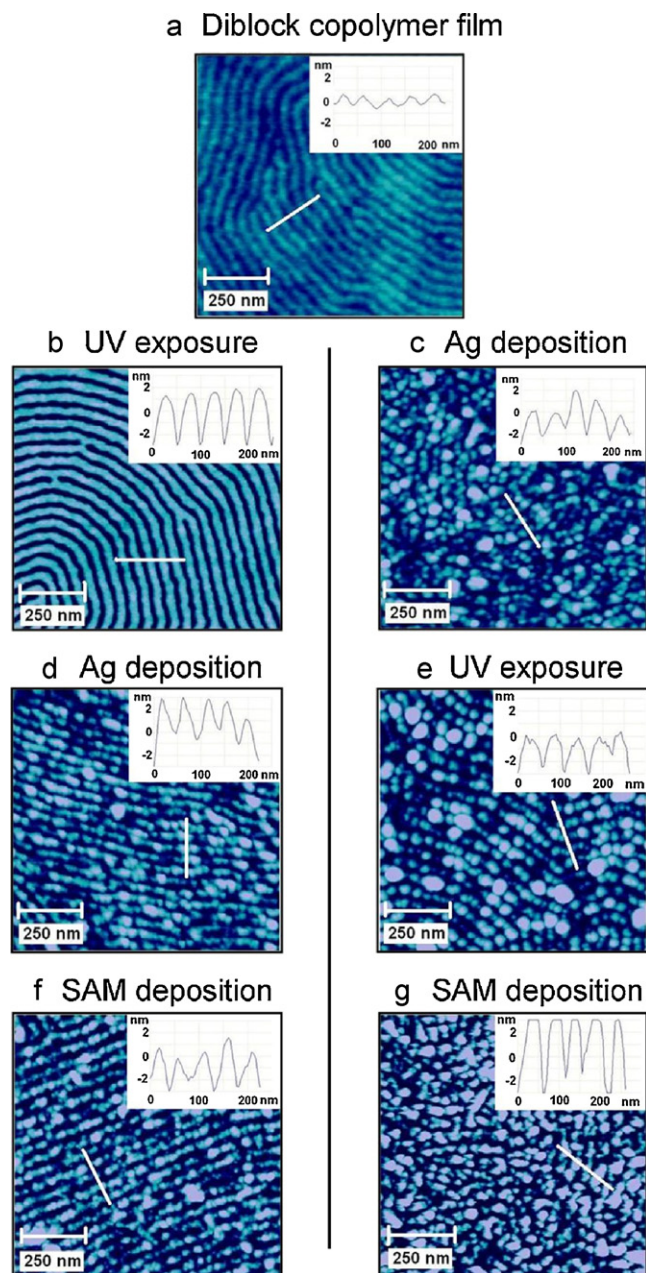 a Diblock copolymer film
nm
2
0
-2
0 100 200 nm
250 nm
b UV exposure
nm
2
0
-2
0 100 200 nm
250 nm
c Ag deposition
nm
2
0
-2
0 100 200 nm
250 nm
d Ag deposition
nm
2
0
-2
0 100 200 nm
250 nm
e UV exposure
nm
2
0
-2
0 100 200 nm
250 nm
f SAM deposition
nm
2
0
-2
0 100 200 nm
250 nm
g SAM deposition
nm
2
0
-2
0 100 200 nm
250 nm